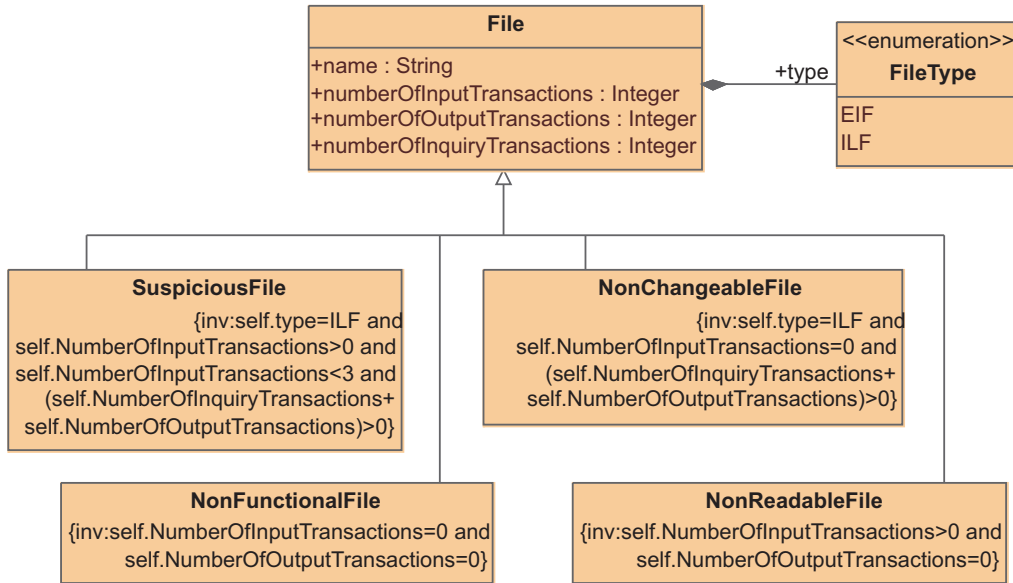 File
+name : String
+numberOfInputTransactions : Integer
+numberOfOutputTransactions : Integer
+numberOfInquiryTransactions : Integer
+type
<<enumeration>>
FileType
EIF
ILF
SuspiciousFile
{inv:self.type=ILF and
self.NumberOfInputTransactions>0 and
self.NumberOfInputTransactions<3 and
(self.NumberOfInquiryTransactions+
self.NumberOfOutputTransactions)>0}
NonChangeableFile
{inv:self.type=ILF and
self.NumberOfInputTransactions=0 and
(self.NumberOfInquiryTransactions+
self.NumberOfOutputTransactions)>0}
NonFunctionalFile
{inv:self.NumberOfInputTransactions=0 and
self.NumberOfOutputTransactions=0}
NonReadableFile
{inv:self.NumberOfInputTransactions>0 and
self.NumberOfOutputTransactions=0}